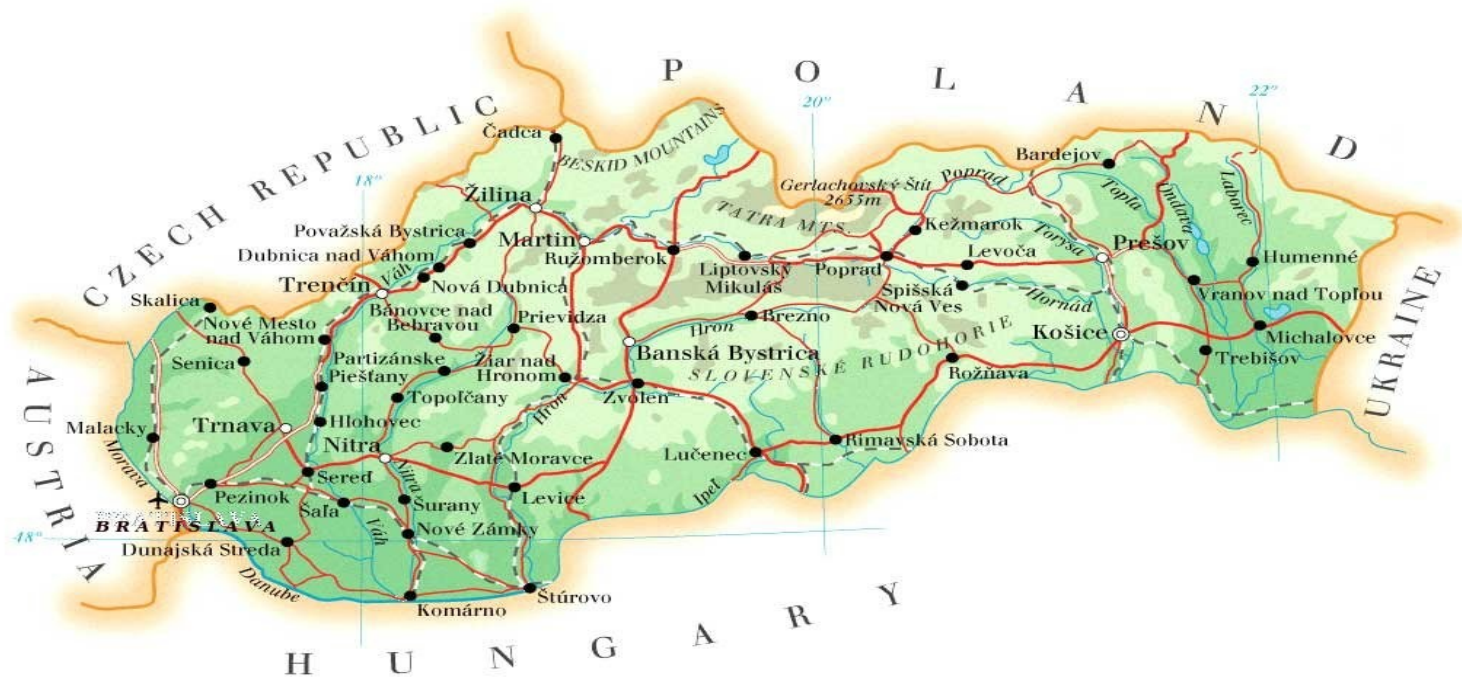 POLAND
CZECH REPUBLIC
AUSTRIA
HUNGARY
UKRAINE
18°
20°
22°
48°
Čadca
BESKID MOUNTAINS
Žilina
Považská Bystrica
Dubnica nad Váhom
Martin
Ružomberok
Váh
Trenčín
Nová Dubnica
Skalica
Bánovce nad
Bebravou
Nové Mesto
nad Váhom
Prievidza
Senica
Partizánske
Piešťany
Žiar nad
Hronom
Topoľčany
Malacky
Trnava
Hlohovec
Nitra
Zlaté Moravce
Morava
Nitra
Pezinok
Sereď
Levice
Šaľa
Šurany
BRATISLAVA
Váh
Nové Zámky
Dunajská Streda
Danube
Komárno
Štúrovo
Gerlachovský Štít
2655m
TATRA MTS.
Poprad
Kežmarok
Liptovský
Mikuláš
Poprad
Levoča
Spišská
Nová Ves
Hron
Brezno
Banská Bystrica
SLOVENSKÉ RUDOHORIE
Hron
Zvolen
Rožňava
Lučenec
Rimavská Sobota
Ipeľ
Bardejov
Topla
Ondava
Laborec
Torysa
Prešov
Humenné
Hornád
Vranov nad Topľou
Košice
Michalovce
Trebišov